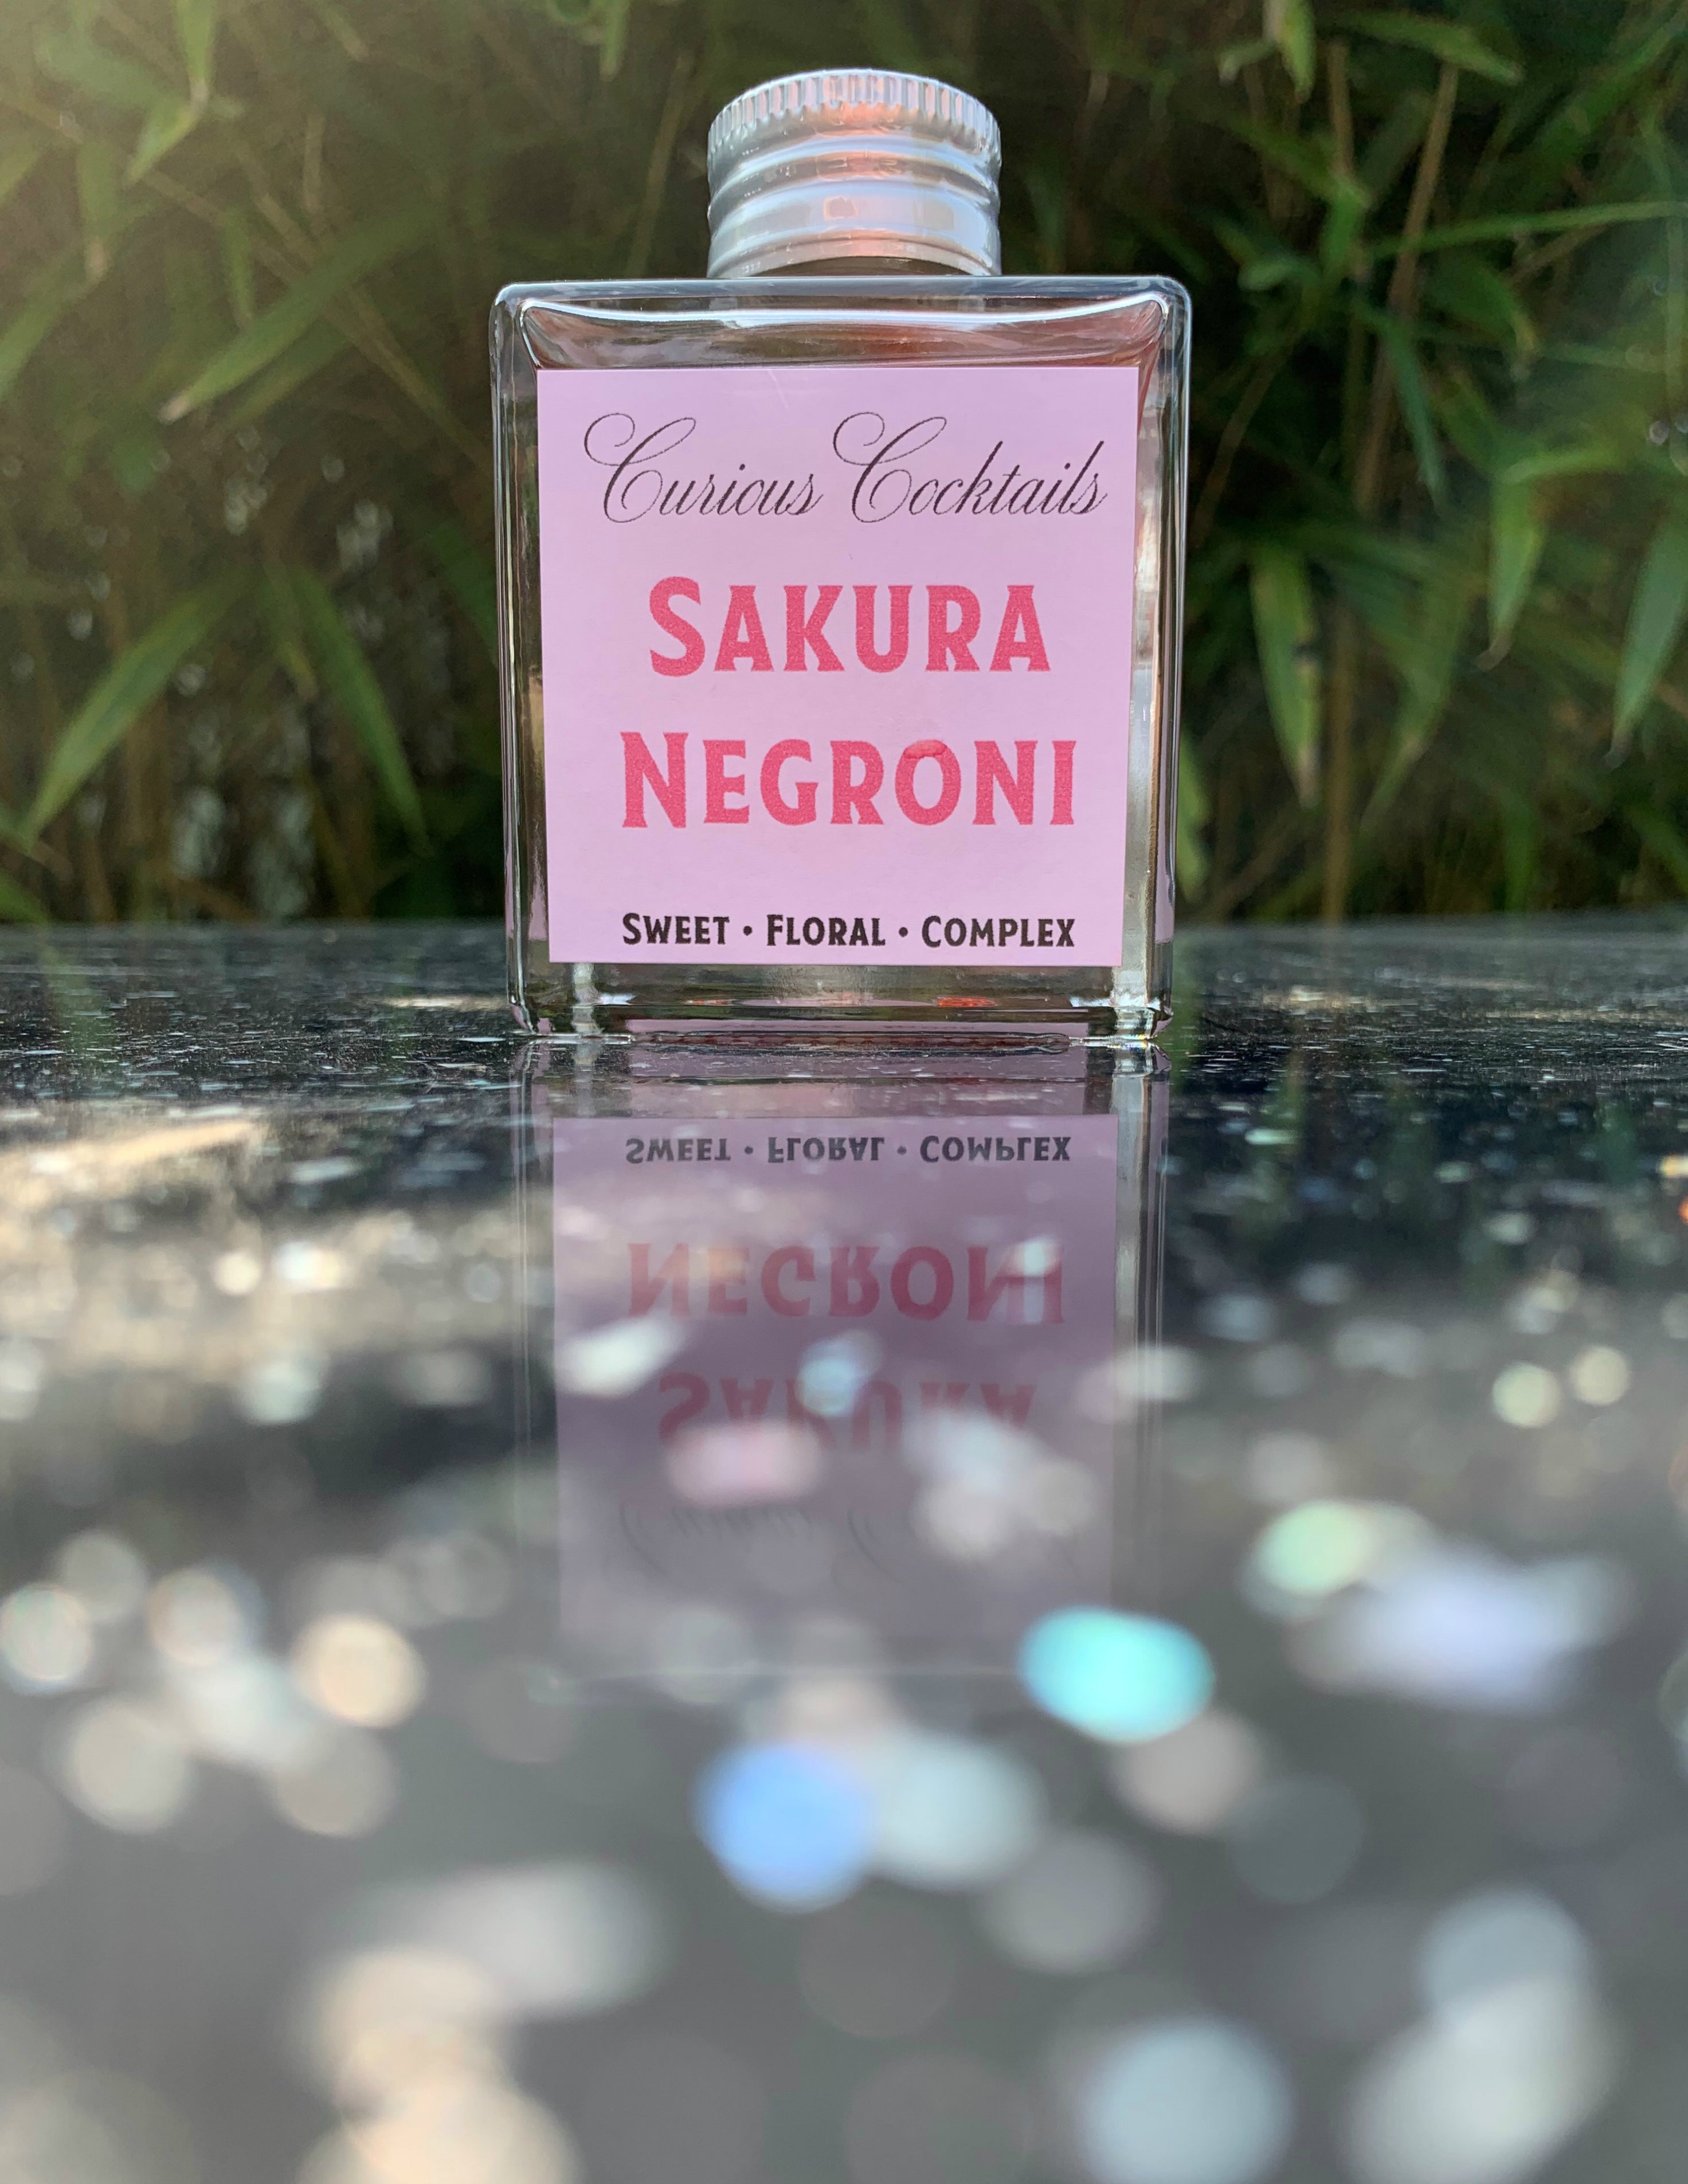 Curious Cocktails
SAKURA
NEGRONI
SWEET • FLORAL • COMPLEX